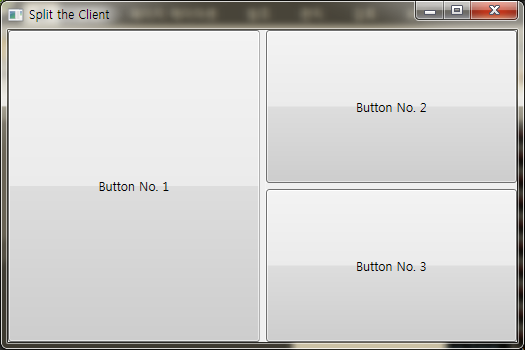 Split the Client
Button No. 1
Button No. 2
Button No. 3